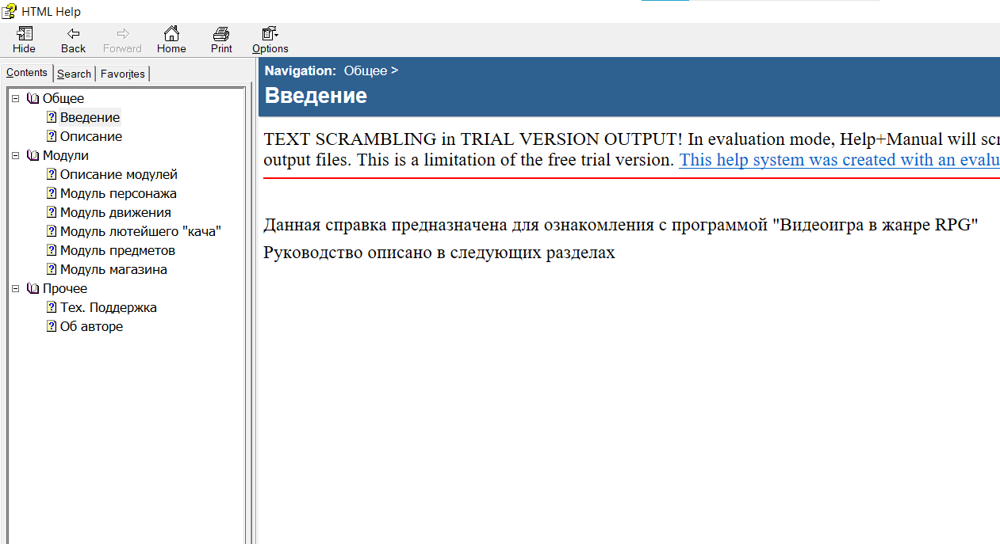 HTML Help
Hide Back Forward Home Print Options
Contents Search Favorites
Общее
Введение
Описание
Модули
Описание модулей
Модуль персонажа
Модуль движения
Модуль лютейшего "кача"
Модуль предметов
Модуль магазина
Прочее
Тех. Поддержка
Об авторе
Navigation: Общее >
Введение
TEXT SCRAMBLING in TRIAL VERSION OUTPUT! In evaluation mode, Help+Manual will
output files. This is a limitation of the free trial version. This help system was created with an
Данная справка предназначена для ознакомления с программой "Видеоигра в жанре RPG"
Руководство описано в следующих разделах